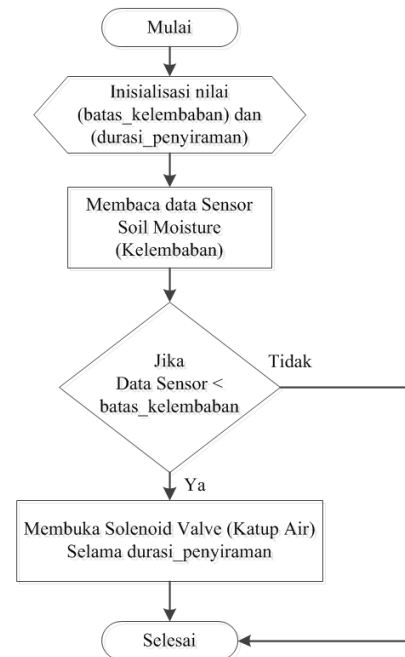 Mulai
Inisialisasi nilai
(batas_kelembaban) dan
(durasi_penyiraman)
Membaca data Sensor
Soil Moisture
(Kelembaban)
Jika
Data Sensor <
batas_kelembaban
Tidak
Ya
Membuka Solenoid Valve (Katup Air)
Selama durasi_penyiraman
Selesai